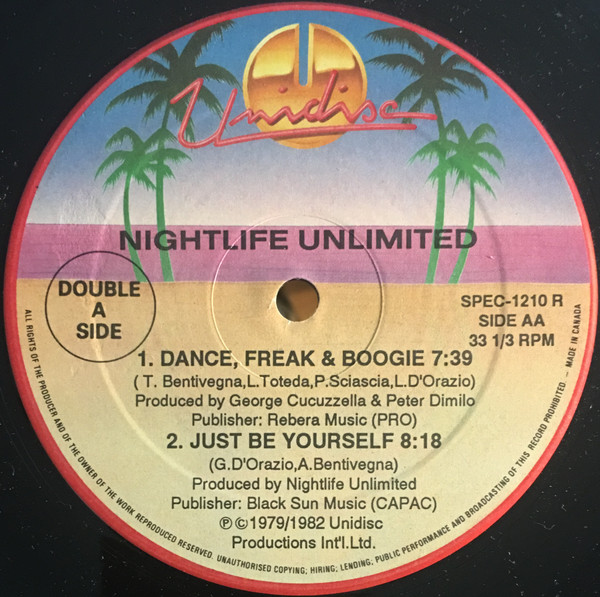 Unidisc
NIGHTLIFE UNLIMITED
DOUBLE
A
SIDE
SPEC-1210 R
SIDE AA
33 1/3 RPM
1. DANCE, FREAK & BOOGIE 7:39
( T. Bentivegna,L.Toteda,P.Sciascia,L.D'Orazio)
Produced by George Cucuzzella & Peter Dimilo
Publisher: Rebera Music (PRO)
2. JUST BE YOURSELF 8:18
(G.D'Orazio,A.Bentivegna)
Produced by Nightlife Unlimited
Publisher: Black Sun Music (CAPAC)
℗©1979/1982 Unidisc
Productions Int'l.Ltd.
ALL RIGHTS OF THE PRODUCER AND OF THE OWNER OF THE WORK REPRODUCED RESERVED. UNAUTHORISED COPYING; HIRING; LENDING; PUBLIC PERFORMANCE AND BROADCASTING OF THIS RECORD PROHIBITED. — MADE IN CANADA